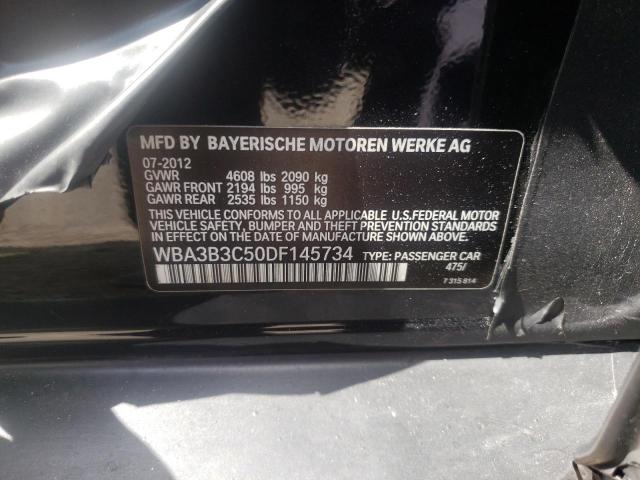 MFD BY BAYERISCHE MOTOREN WERKE AG
07-2012
GVWR 4608 lbs 2090 kg
GAWR FRONT 2194 lbs 995 kg
GAWR REAR 2535 lbs 1150 kg
THIS VEHICLE CONFORMS TO ALL APPLICABLE U.S.FEDERAL MOTOR
VEHICLE SAFETY, BUMPER AND THEFT PREVENTION STANDARDS
IN EFFECT ON THE DATE OF MANUFACTURE SHOWN ABOVE.
WBA3B3C50DF145734 TYPE: PASSENGER CAR
475/
7 315 814